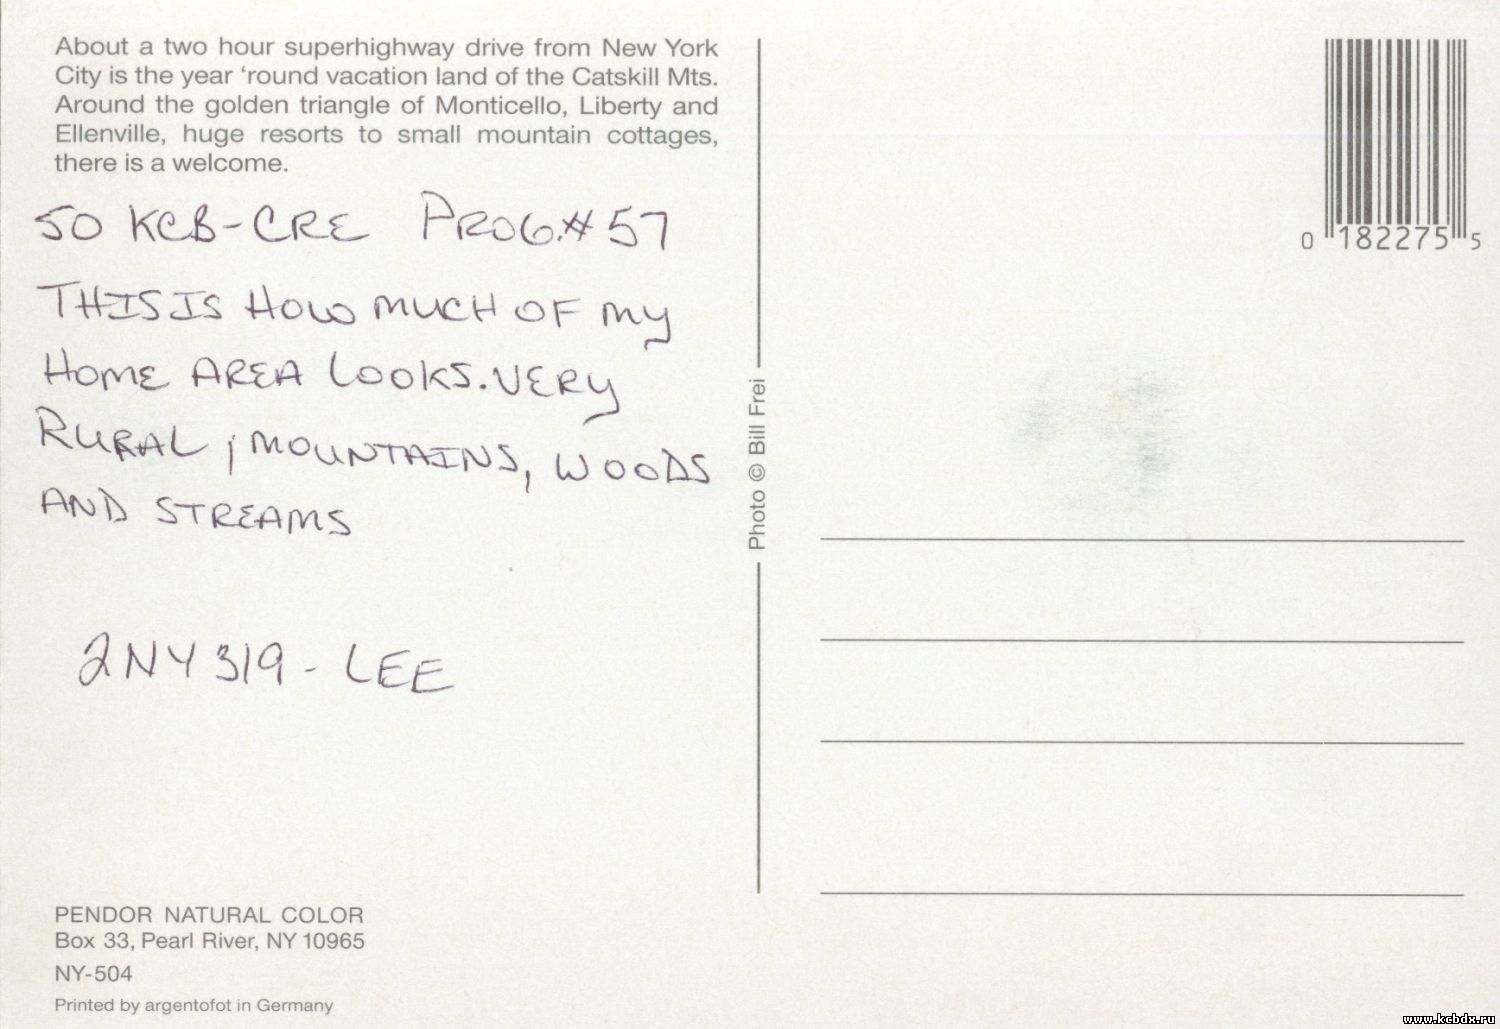 About a two hour superhighway drive from New York
City is the year ‘round vacation land of the Catskill Mts.
Around the golden triangle of Monticello, Liberty and
Ellenville, huge resorts to small mountain cottages,
there is a welcome.
50 KCB-CRE PROG.#57
THIS IS HOW MUCH OF MY
HOME AREA LOOKS. VERY
RURAL, MOUNTAINS, WOODS
AND STREAMS
2NY319 - LEE
PENDOR NATURAL COLOR
Box 33, Pearl River, NY 10965
NY-504
Printed by argentofot in Germany
Photo © Bill Frei
0 182275 5
www.kcbdx.ru